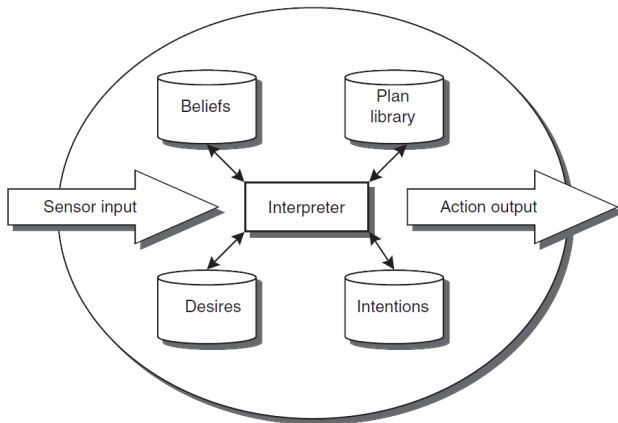 Beliefs
Plan
library
Sensor input
Interpreter
Action output
Desires
Intentions